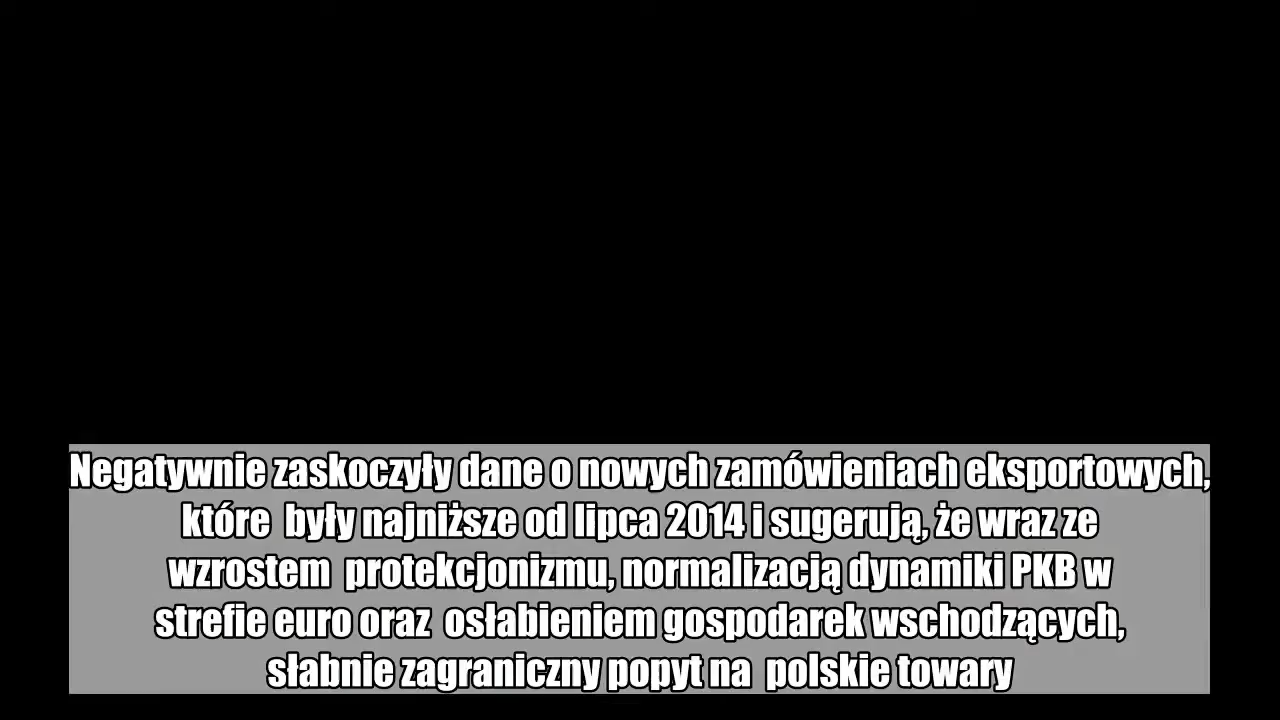 Negatywnie zaskoczyły dane o nowych zamówieniach eksportowych,
które  były najniższe od lipca 2014 i sugerują, że wraz ze
wzrostem  protekcjonizmu, normalizacją dynamiki PKB w
strefie euro oraz  osłabieniem gospodarek wschodzących,
słabnie zagraniczny popyt na  polskie towary